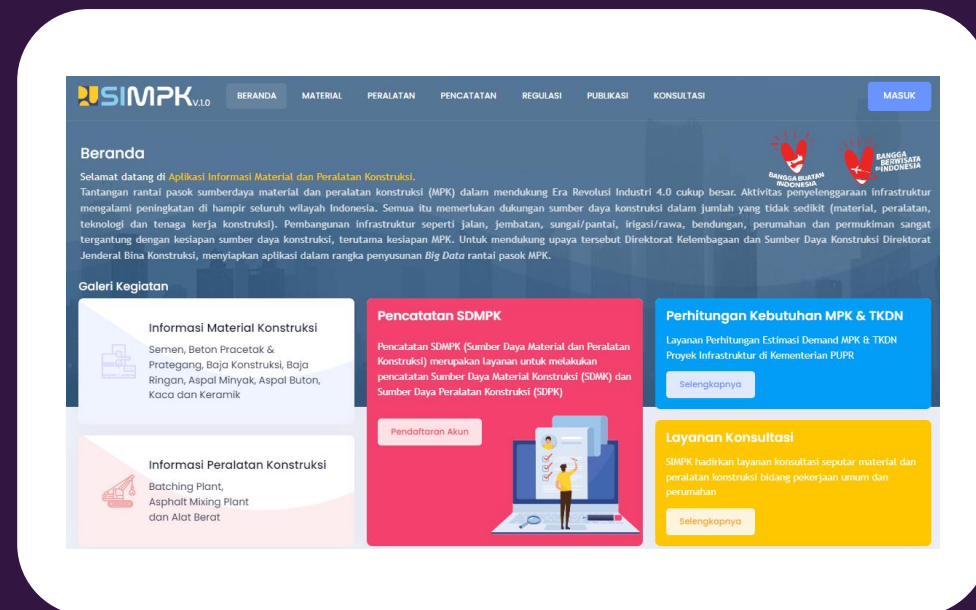 SIMPK V.1.0 BERANDA MATERIAL PERALATAN PENCATATAN REGULASI PUBLIKASI KONSULTASI MASUK
Beranda
BANGGA BUATAN
INDONESIA
BANGGA
BERWISATA
#DI INDONESIA
Selamat datang di Aplikasi Informasi Material dan Peralatan Konstruksi.
Tantangan rantai pasok sumberdaya material dan peralatan konstruksi (MPK) dalam mendukung Era Revolusi Industri 4.0 cukup besar. Aktivitas penyelenggaraan infrastruktur
mengalami peningkatan di hampir seluruh wilayah Indonesia. Semua itu memerlukan dukungan sumber daya konstruksi dalam jumlah yang tidak sedikit (material, peralatan,
teknologi dan tenaga kerja konstruksi). Pembangunan infrastruktur seperti jalan, jembatan, sungai/pantai, irigasi/rawa, bendungan, perumahan dan permukiman sangat
tergantung dengan kesiapan sumber daya konstruksi, terutama kesiapan MPK. Untuk mendukung upaya tersebut Direktorat Kelembagaan dan Sumber Daya Konstruksi Direktorat
Jenderal Bina Konstruksi, menyiapkan aplikasi dalam rangka penyusunan Big Data rantai pasok MPK.
Galeri Kegiatan
Informasi Material Konstruksi
Semen, Beton Pracetak &
Prategang, Baja Konstruksi, Baja
Ringan, Aspal Minyak, Aspal Buton,
Kaca dan Keramik
Informasi Peralatan Konstruksi
Batching Plant,
Asphalt Mixing Plant
dan Alat Berat
Pencatatan SDMPK
Pencatatan SDMPK (Sumber Daya Material dan Peralatan
Konstruksi) merupakan layanan untuk melakukan
pencatatan Sumber Daya Material Konstruksi (SDMK) dan
Sumber Daya Peralatan Konstruksi (SDPK)
Pendaftaran Akun
Perhitungan Kebutuhan MPK & TKDN
Layanan Perhitungan Estimasi Demand MPK & TKDN
Proyek Infrastruktur di Kementerian PUPR
Selengkapnya
Layanan Konsultasi
SIMPK hadirkan layanan konsultasi seputar material dan
peralatan konstruksi bidang pekerjaan umum dan
perumahan
Selengkapnya